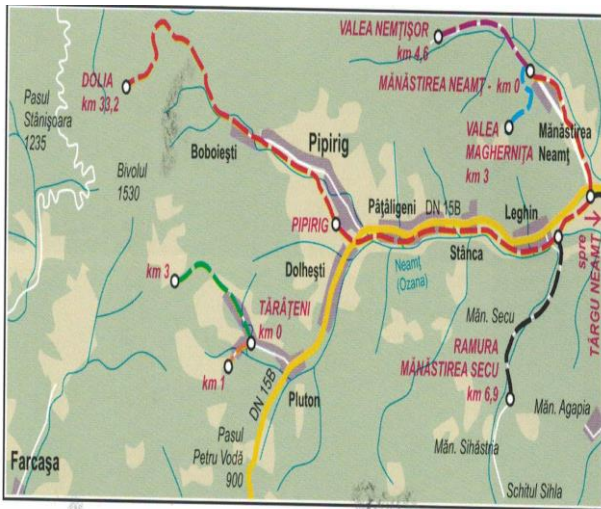 VALEA NEMȚIȘOR
km 4,6
DOLIA
km 33,2
MĂNĂSTIREA NEAMȚ - km 0
Pasul
Stânișoara
1235
VALEA
MAGHERNIȚA
km 3
Mănăstirea
Neamț
Boboiești
Pipirig
Bivolul
1530
Pățăligeni
DN 15B
Leghin
PIPIRIG
spre
TÂRGU NEAMȚ
Dolhești
Neamț
(Ozana)
Stânca
km 3
TĂRĂȚENI
km 0
Măn. Secu
RAMURA
MĂNĂSTIREA SECU
km 6,9
km 1
DN 15B
Pluton
Măn. Agapia
Pasul
Petru Vodă
900
Măn. Sihăstria
Farcașa
Schitul Sihla